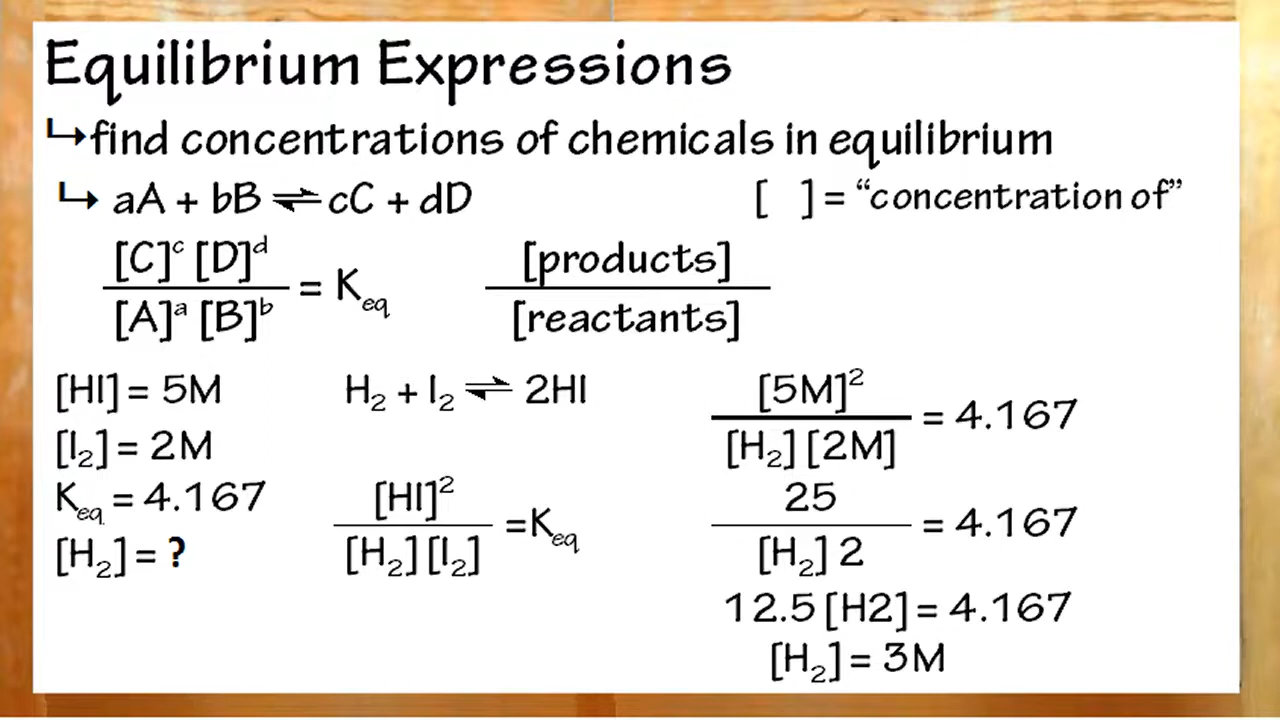 Equilibrium Expressions
↳find concentrations of chemicals in equilibrium
↳ aA + bB ⇌ cC + dD
[ ] = “concentration of”
[C]ᶜ [D]ᵈ
[A]ᵃ [B]ᵇ
= K_eq
[products]
[reactants]
[HI] = 5M
[I₂] = 2M
K_eq = 4.167
[H₂] = ?
H₂ + I₂ ⇌ 2HI
[HI]²
[H₂] [I₂]
=K_eq
[5M]²
[H₂] [2M]
= 4.167
25
[H₂] 2
= 4.167
12.5 [H2] = 4.167
[H₂] = 3M